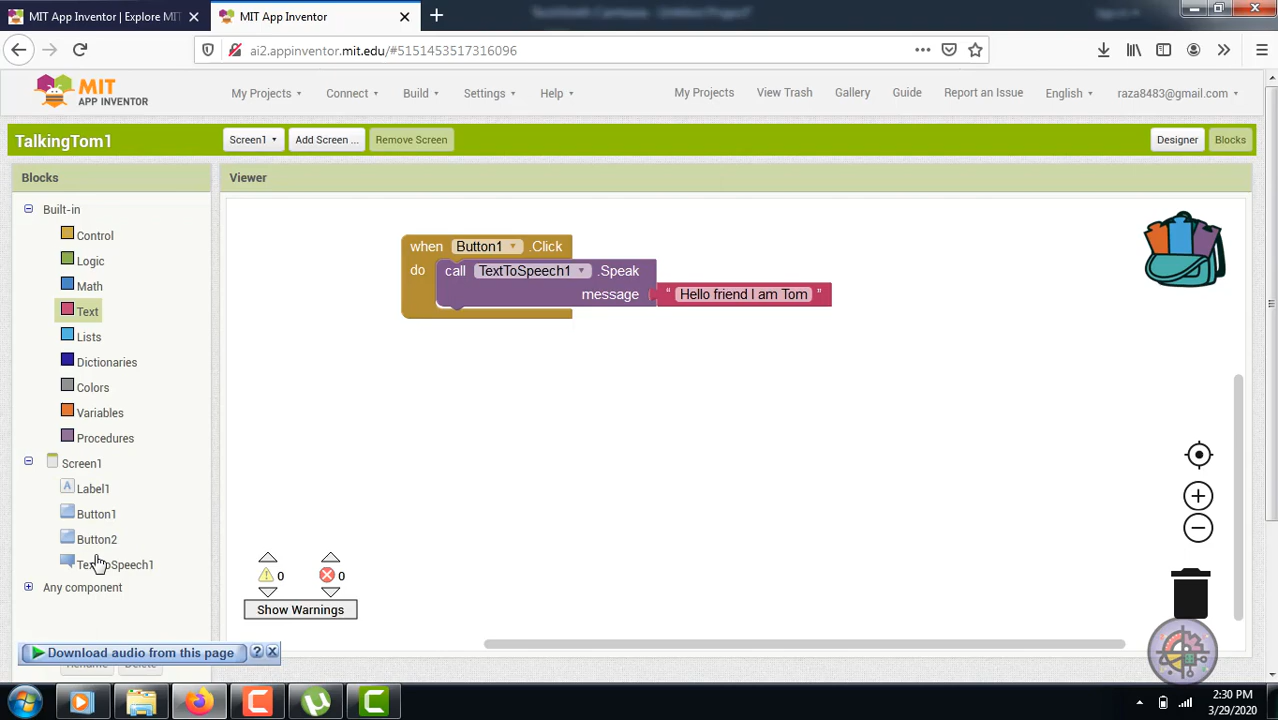 MIT App Inventor | Explore MIT
MIT App Inventor
ai2.appinventor.mit.edu/#5151453517316096
MIT
APP INVENTOR
My Projects
Connect
Build
Settings
Help
My Projects
View Trash
Gallery
Guide
Report an Issue
English
raza8483@gmail.com
TalkingTom1
Screen1
Add Screen ...
Remove Screen
Designer
Blocks
Blocks
Viewer
Built-in
Control
Logic
Math
Text
Lists
Dictionaries
Colors
Variables
Procedures
Screen1
Label1
Button1
Button2
TextToSpeech1
Any component
when Button1 .Click
do call TextToSpeech1 .Speak
message “ Hello friend I am Tom ”
0 0
Show Warnings
Download audio from this page ?
Rename Delete
2:30 PM
3/29/2020